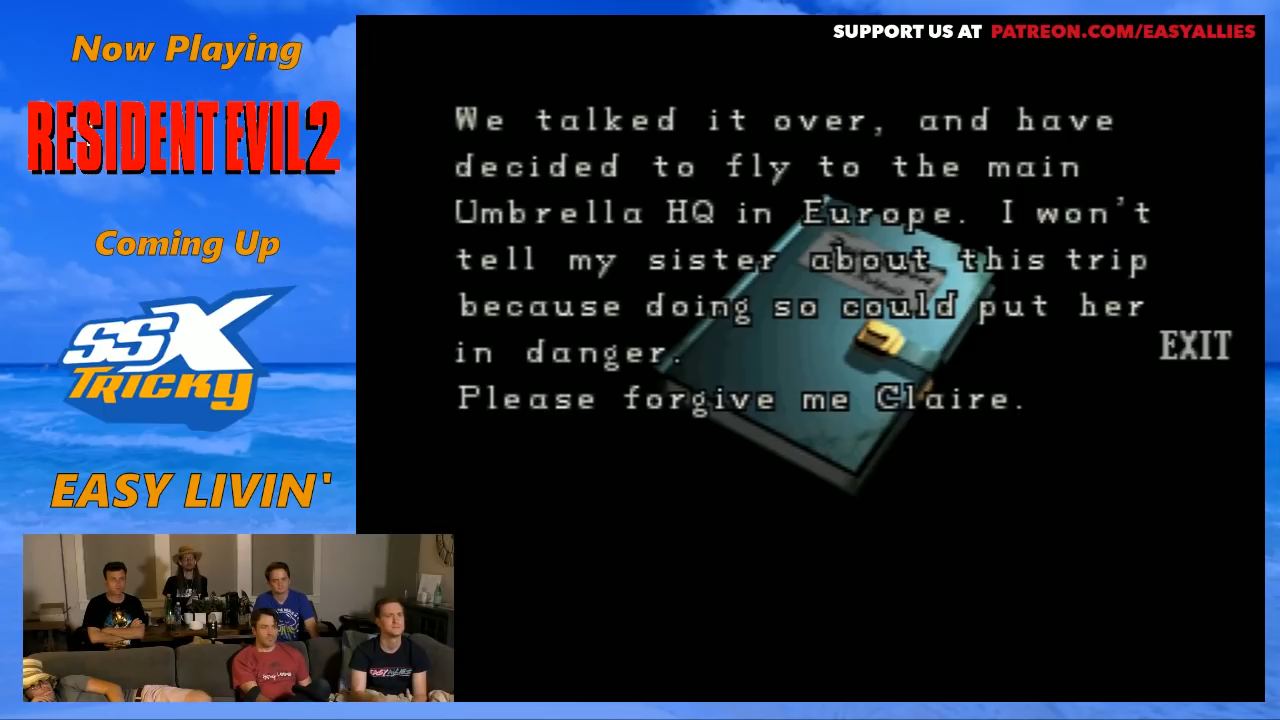 Now Playing
RESIDENT EVIL 2
Coming Up
SSX
TRICKY
EASY LIVIN'
SUPPORT US AT PATREON.COM/EASYALLIES
We talked it over, and have
decided to fly to the main
Umbrella HQ in Europe. I won't
tell my sister about this trip
because doing so could put her
in danger.
Please forgive me Claire.
EXIT